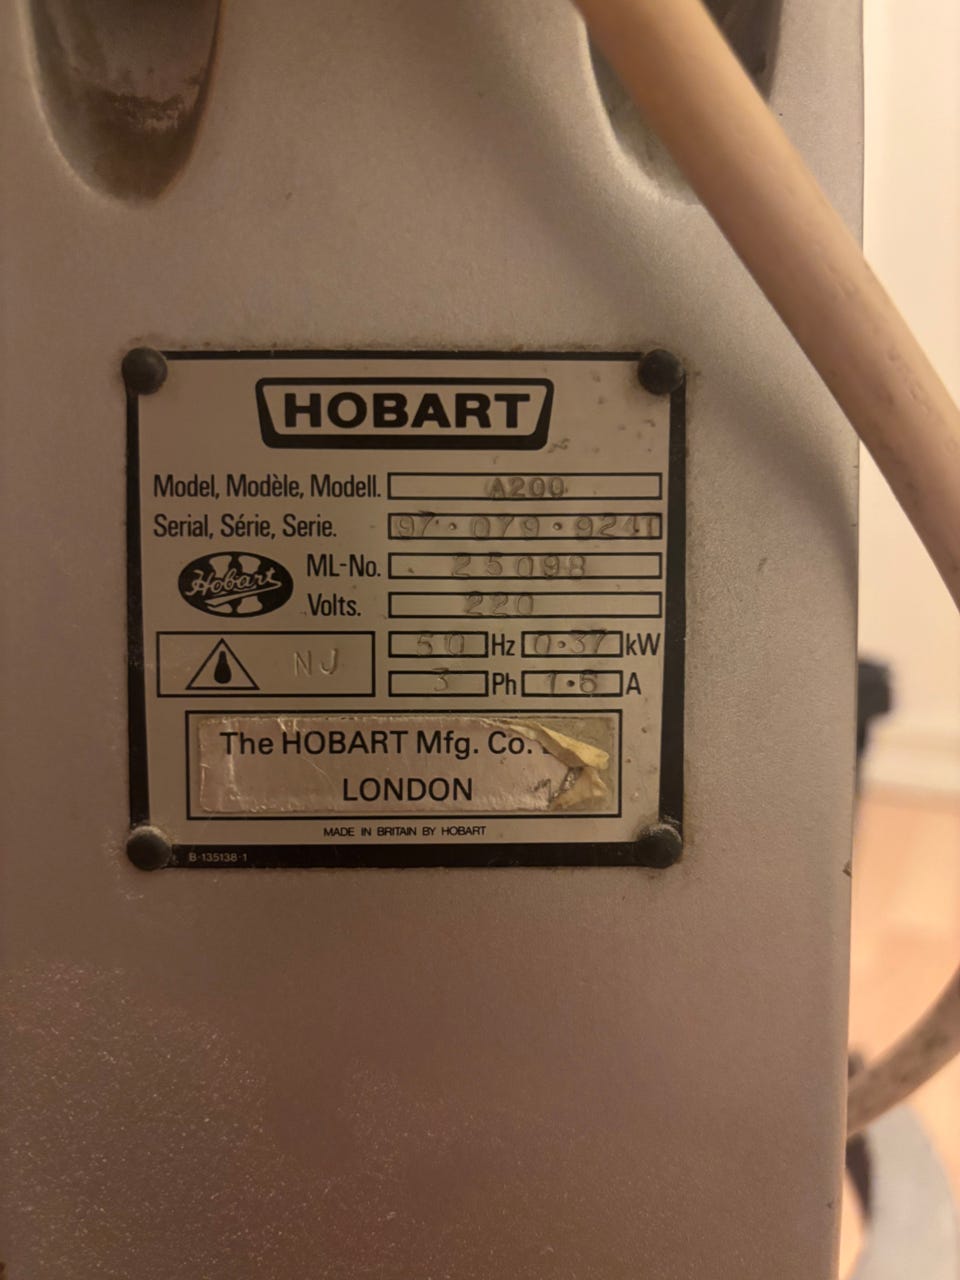 HOBART
Model, Modèle, Modell. A200
Serial, Série, Serie. 97·079·9241
Hobart
ML-No. 25098
Volts. 220
NJ
50 Hz 0·37 kW
3 Ph 1·6 A
The HOBART Mfg. Co.
LONDON
MADE IN BRITAIN BY HOBART
B-135138-1